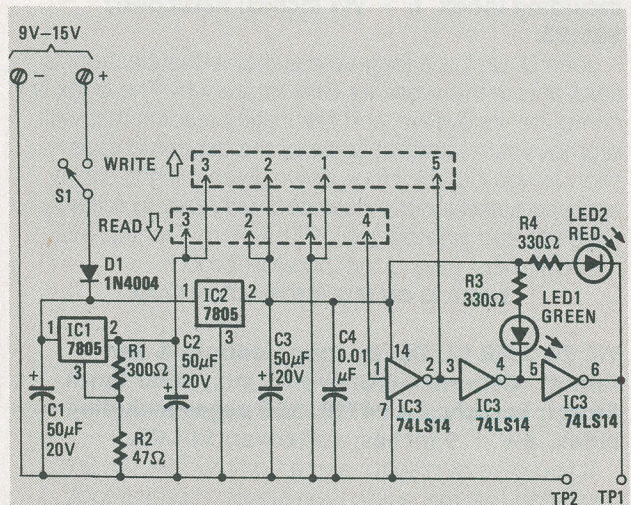 9V–15V
−
+
S1
WRITE
3
2
1
5
READ
3
2
1
4
D1
1N4004
1
IC1
7805
2
3
R1
300Ω
R2
47Ω
+
C1
50μF
20V
1
IC2
7805
2
3
+
C2
50μF
20V
+
C3
50μF
20V
C4
0.01
μF
1
14
7
2
IC3
74LS14
3
4
IC3
74LS14
5
6
IC3
74LS14
R3
330Ω
R4
330Ω
LED1
GREEN
LED2
RED
TP2
TP1